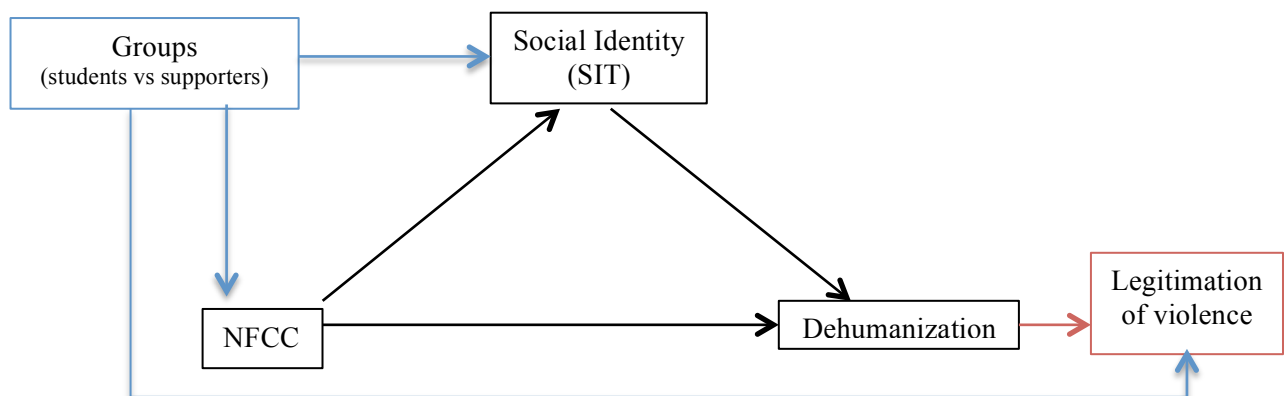 Groups
(students vs supporters)
Social Identity
(SIT)
NFCC
Dehumanization
Legitimation
of violence